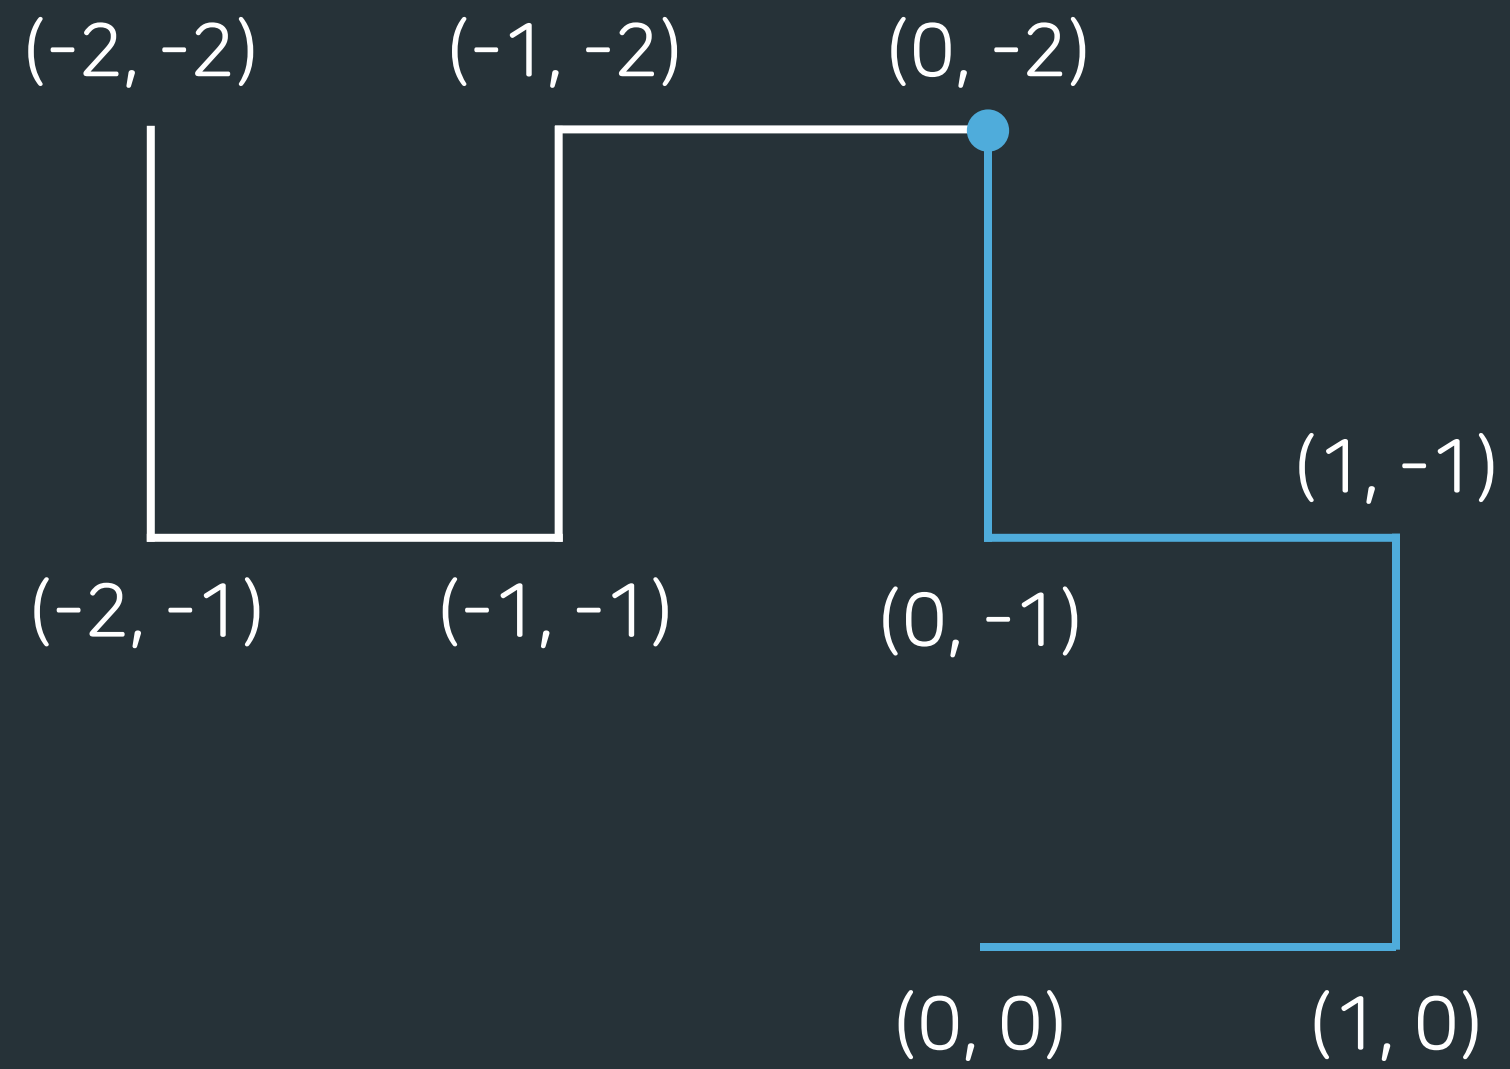 (-2, -2) (-1, -2) (0, -2)
(1, -1)
(-2, -1) (-1, -1) (0, -1)
(0, 0) (1, 0)